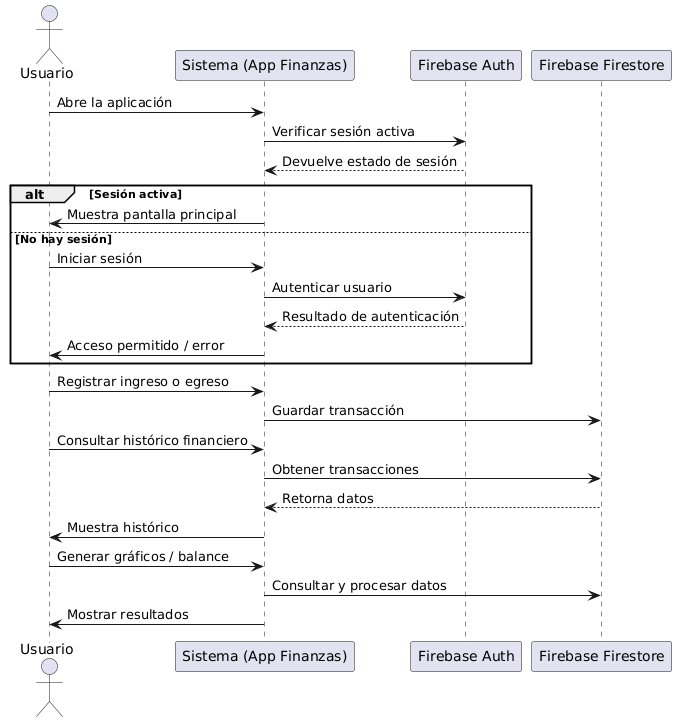 Usuario
Sistema (App Finanzas)
Firebase Auth
Firebase Firestore
Abre la aplicación
Verificar sesión activa
Devuelve estado de sesión
alt
[Sesión activa]
Muestra pantalla principal
[No hay sesión]
Iniciar sesión
Autenticar usuario
Resultado de autenticación
Acceso permitido / error
Registrar ingreso o egreso
Guardar transacción
Consultar histórico financiero
Obtener transacciones
Retorna datos
Muestra histórico
Generar gráficos / balance
Consultar y procesar datos
Mostrar resultados
Usuario
Sistema (App Finanzas)
Firebase Auth
Firebase Firestore